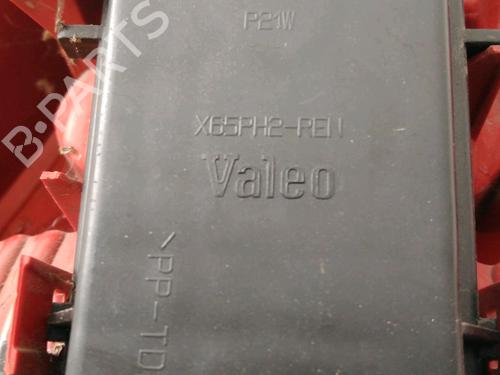 P21W
X65PH2-REN
Valeo
>PP-TD
B-PARTS